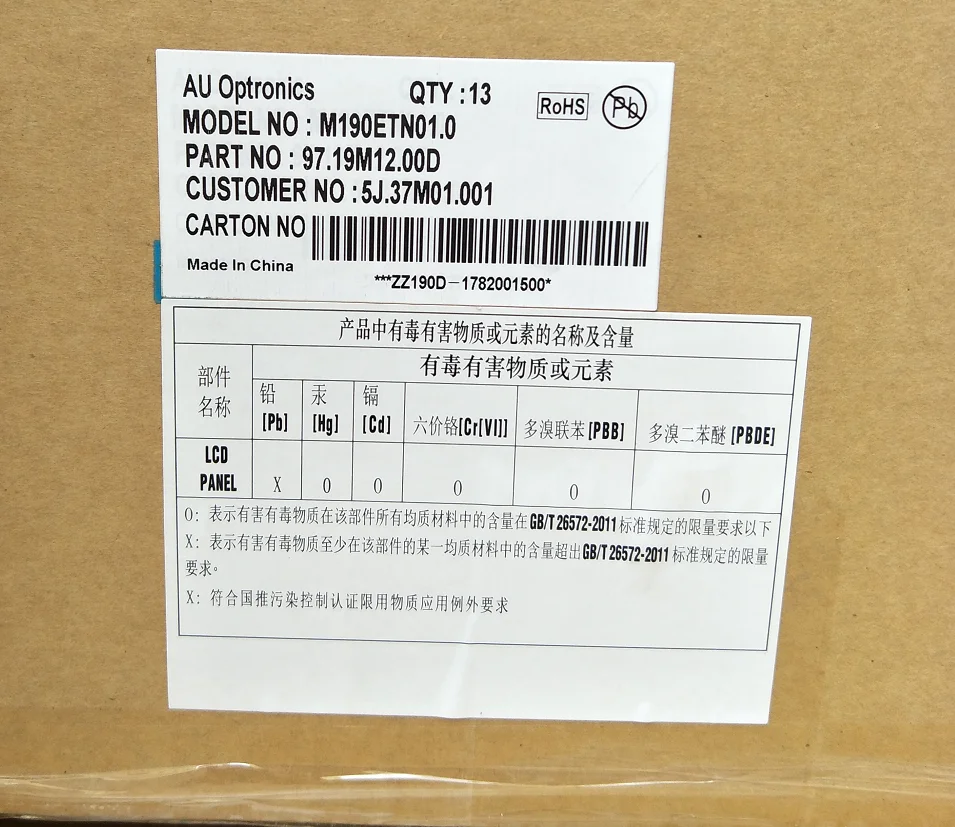 AU Optronics QTY :13
RoHS Pb
MODEL NO : M190ETN01.0
PART NO : 97.19M12.00D
CUSTOMER NO :5J.37M01.001
CARTON NO
Made In China
***ZZ190D-1782001500*
产品中有毒有害物质或元素的名称及含量
部件名称
有毒有害物质或元素
铅 [Pb]
汞 [Hg]
镉 [Cd]
六价铬[Cr[VI]]
多溴联苯[PBB]
多溴二苯醚[PBDE]
LCD PANEL X 0 0 0 0 0
O: 表示有害有毒物质在该部件所有均质材料中的含量在GB/T 26572-2011标准规定的限量要求以下
X: 表示有害有毒物质至少在该部件的某一均质材料中的含量超出GB/T 26572-2011标准规定的限量
要求。
X: 符合国推污染控制认证限用物质应用例外要求